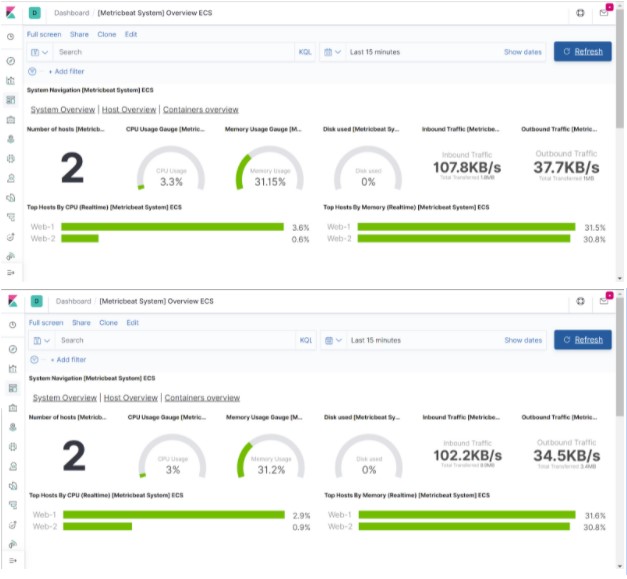 D Dashboard / [Metricbeat System] Overview ECS
Full screen Share Clone Edit
Search KQL Last 15 minutes Show dates Refresh
+ Add filter
System Navigation [Metricbeat System] ECS
System Overview | Host Overview | Containers overview
Number of hosts [Metricb... CPU Usage Gauge [Metric... Memory Usage Gauge [M... Disk used [Metricbeat Sy... Inbound Traffic [Metricbe... Outbound Traffic [Metric...
2 CPU Usage 3.3% Memory Usage 31.15% Disk used 0% Inbound Traffic 107.8KB/s Total Transferred 1.8MB Outbound Traffic 37.7KB/s Total Transferred 1MB
Top Hosts By CPU (Realtime) [Metricbeat System] ECS Top Hosts By Memory (Realtime) [Metricbeat System] ECS
Web-1 3.6% Web-1 31.5%
Web-2 0.6% Web-2 30.8%
D Dashboard / [Metricbeat System] Overview ECS
Full screen Share Clone Edit
Search KQL Last 15 minutes Show dates Refresh
+ Add filter
System Navigation [Metricbeat System] ECS
System Overview | Host Overview | Containers overview
Number of hosts [Metricb... CPU Usage Gauge [Metric... Memory Usage Gauge [M... Disk used [Metricbeat Sy... Inbound Traffic [Metricbe... Outbound Traffic [Metric...
2 CPU Usage 3% Memory Usage 31.2% Disk used 0% Inbound Traffic 102.2KB/s Total Transferred Outbound Traffic 34.5KB/s Total Transferred 3.4MB
Top Hosts By CPU (Realtime) [Metricbeat System] ECS Top Hosts By Memory (Realtime) [Metricbeat System] ECS
Web-1 2.9% Web-1 31.6%
Web-2 0.9% Web-2 30.8%